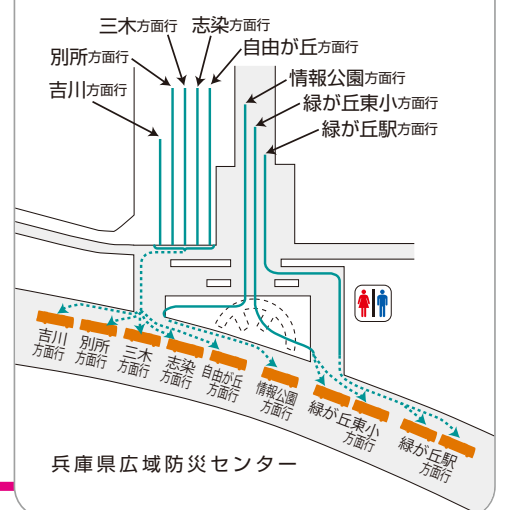 三木方面行
志染方面行
別所方面行
自由が丘方面行
吉川方面行
情報公園方面行
緑が丘東小方面行
緑が丘駅方面行
吉川
方面行
別所
方面行
三木
方面行
志染
方面行
自由が丘
方面行
情報公園
方面行
緑が丘東小
方面行
緑が丘駅
方面行
兵庫県広域防災センター